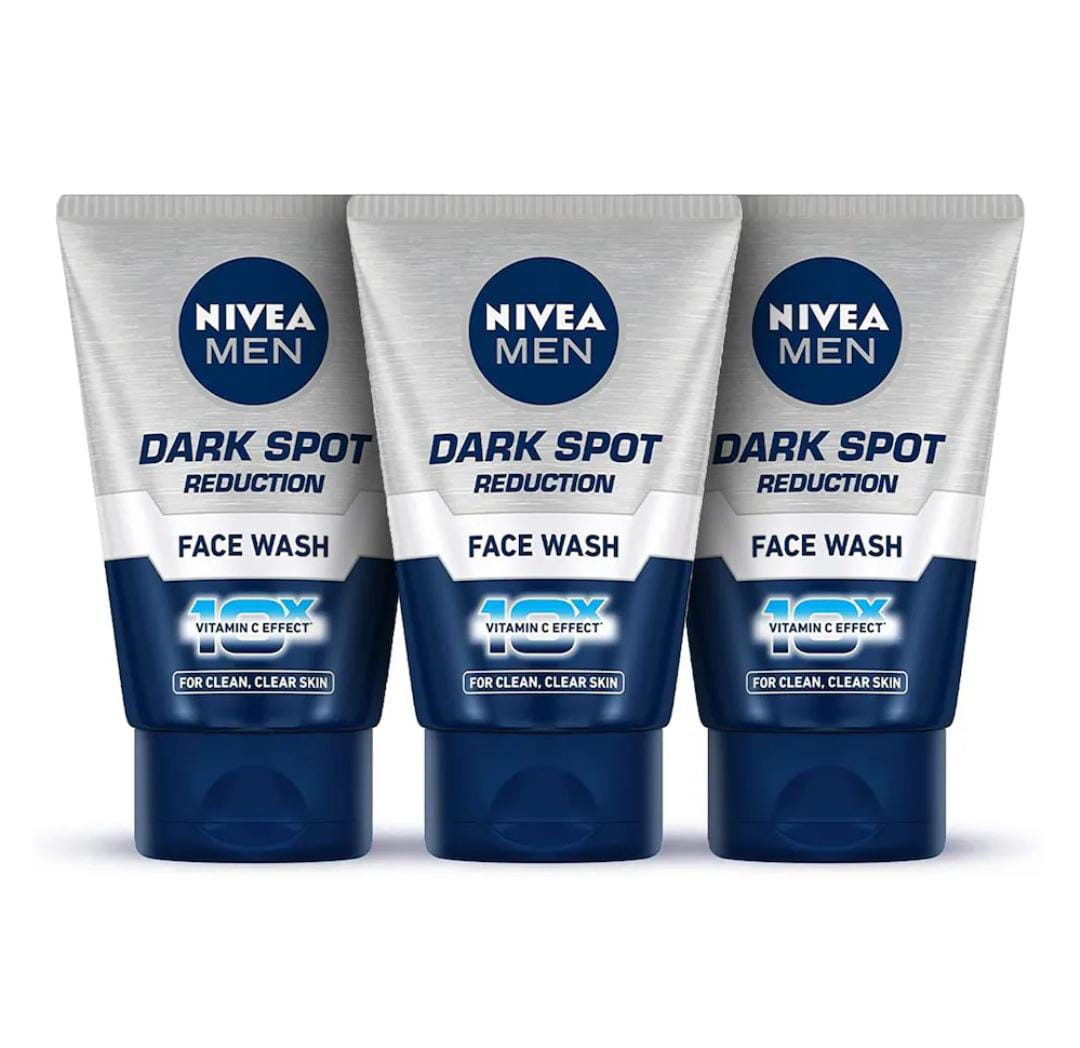 NIVEA
MEN
DARK SPOT
REDUCTION
FACE WASH
10X
VITAMIN C EFFECT*
FOR CLEAN, CLEAR SKIN
NIVEA
MEN
DARK SPOT
REDUCTION
FACE WASH
10X
VITAMIN C EFFECT*
FOR CLEAN, CLEAR SKIN
NIVEA
MEN
DARK SPOT
REDUCTION
FACE WASH
10X
VITAMIN C EFFECT*
FOR CLEAN, CLEAR SKIN